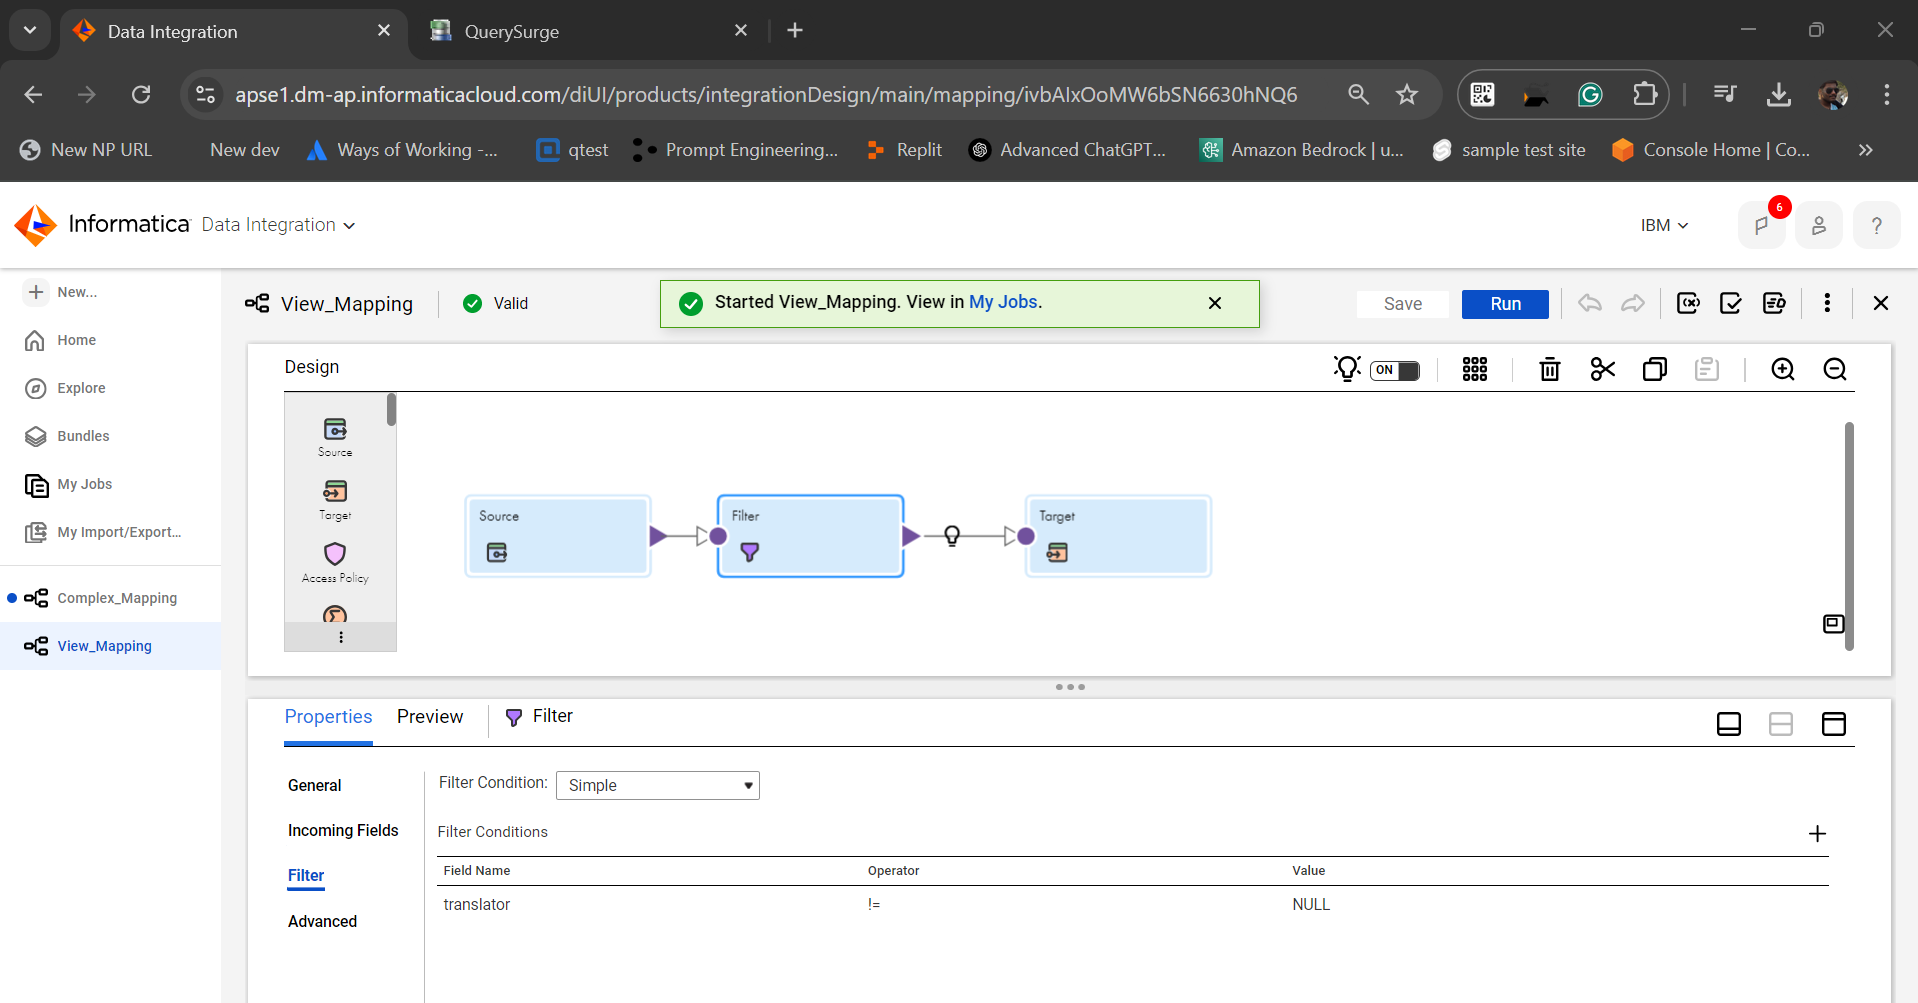 Data Integration
QuerySurge
apse1.dm-ap.informaticacloud.com/diUI/products/integrationDesign/main/mapping/ivbAIxOoMW6bSN6630hNQ6
New NP URL
New dev
Ways of Working -...
qtest
Prompt Engineering...
Replit
Advanced ChatGPT...
Amazon Bedrock | u...
sample test site
Console Home | Co...
Informatica
Data Integration
IBM
6
?
New...
Home
Explore
Bundles
My Jobs
My Import/Export...
Complex_Mapping
View_Mapping
View_Mapping
Valid
Started View_Mapping. View in My Jobs.
Save
Run
Design
ON
Source
Target
Access Policy
Source
Filter
Target
Properties
Preview
Filter
General
Incoming Fields
Filter
Advanced
Filter Condition: Simple
Filter Conditions
Field Name Operator Value
translator != NULL